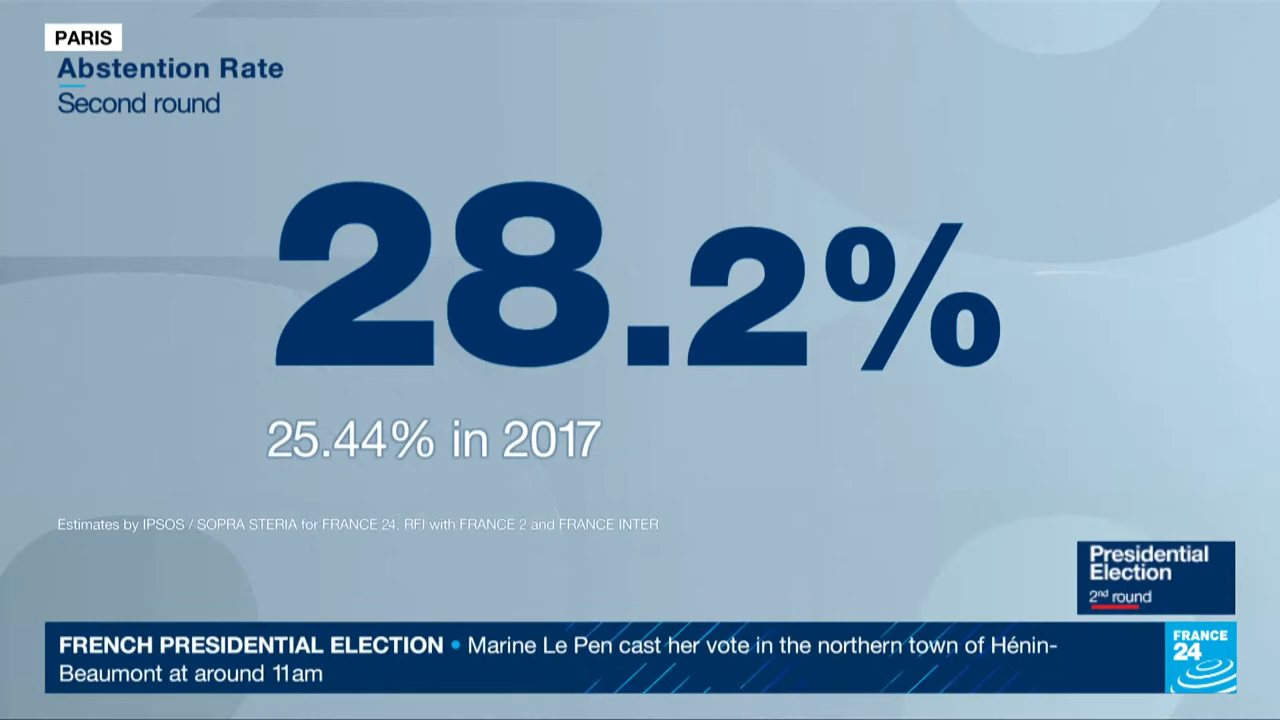 PARIS
Abstention Rate
Second round
28.2%
25.44% in 2017
Estimates by IPSOS / SOPRA STERIA for FRANCE 24, RFI with FRANCE 2 and FRANCE INTER
Presidential
Election
2nd round
FRENCH PRESIDENTIAL ELECTION • Marine Le Pen cast her vote in the northern town of Hénin-
Beaumont at around 11am
FRANCE
24